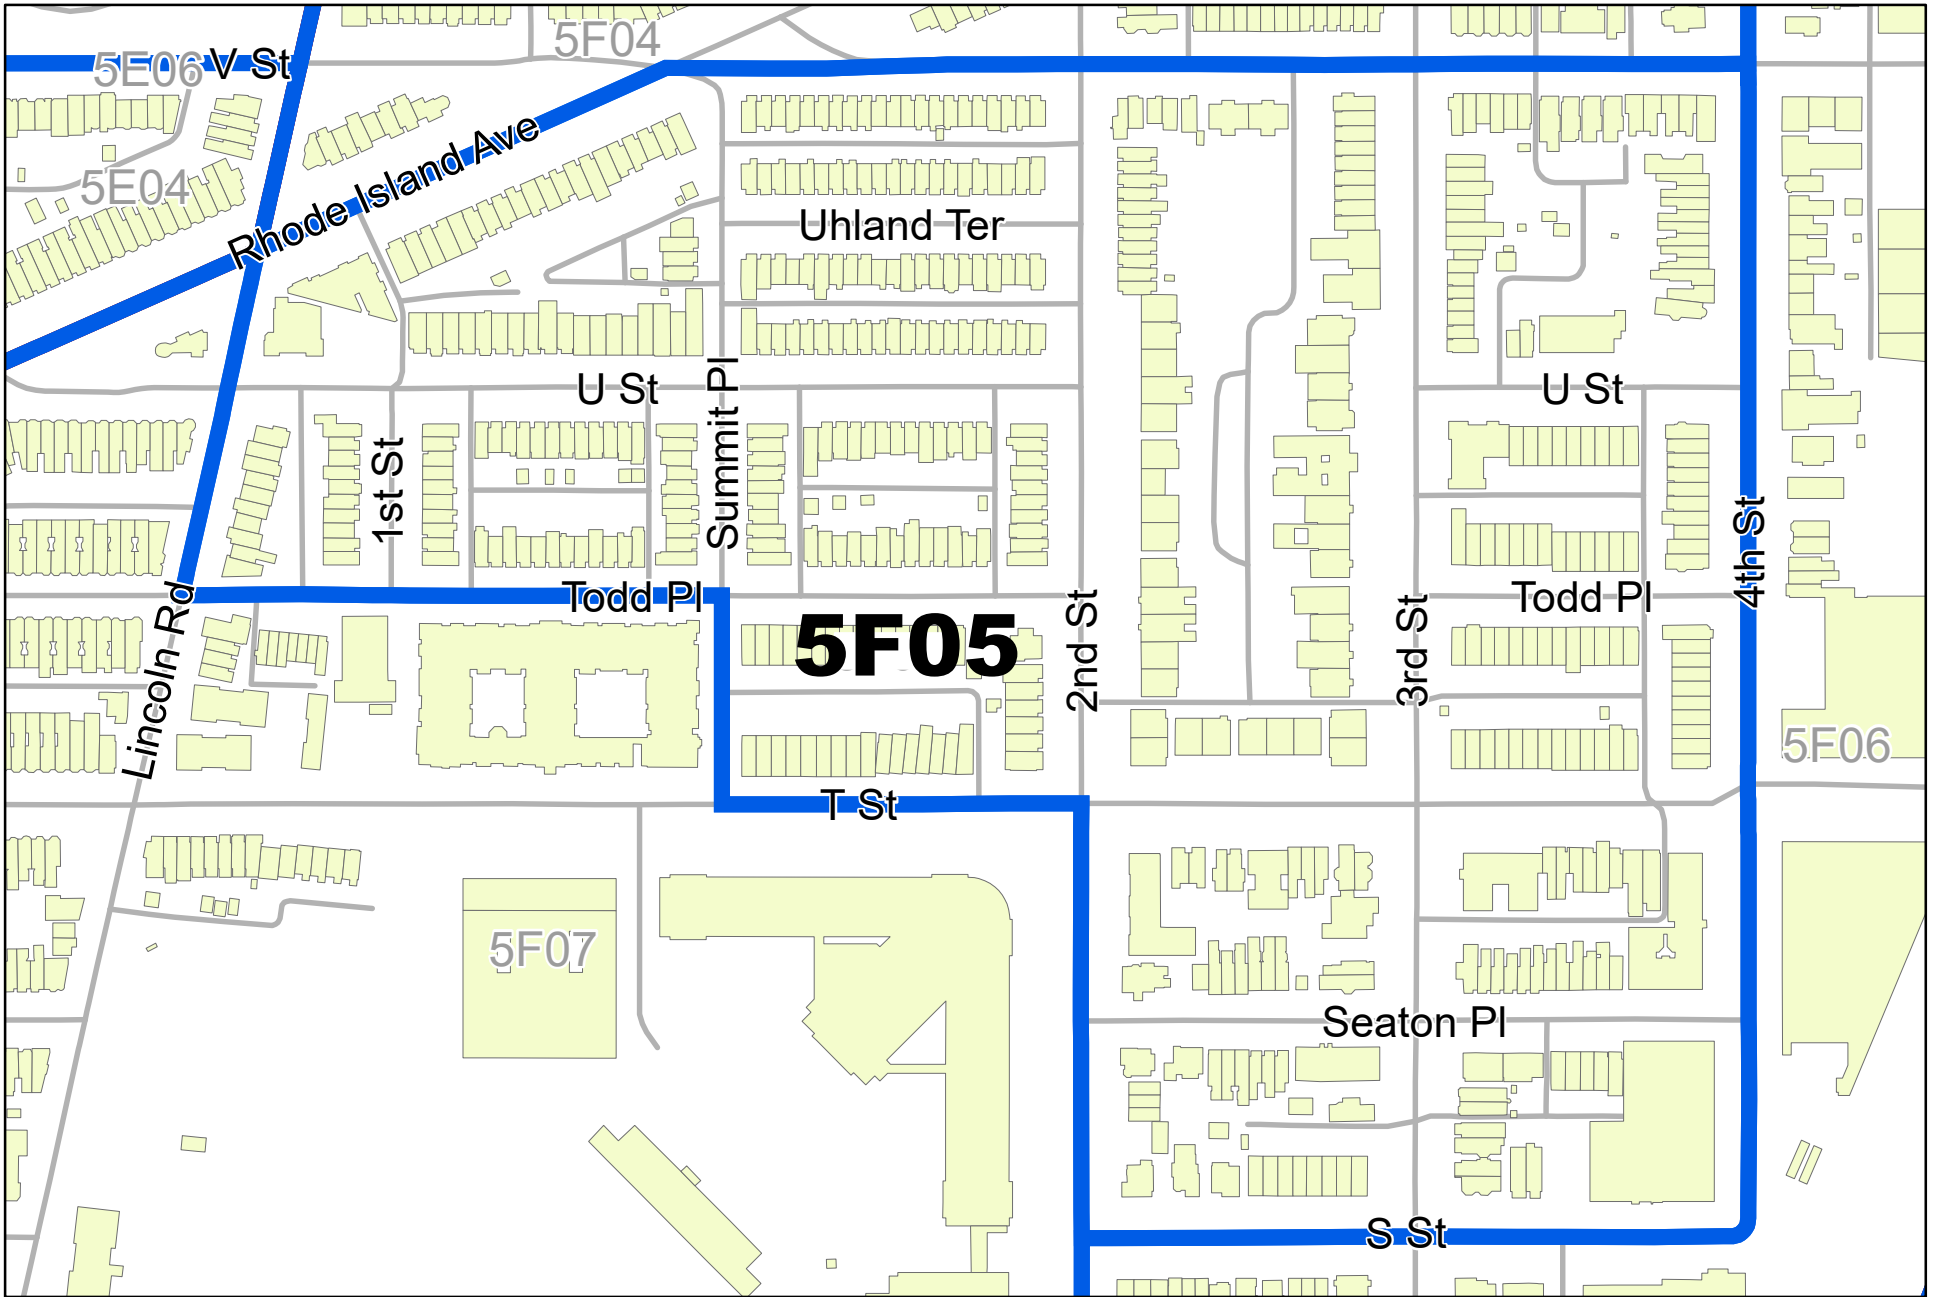 5F04
5E06
V St
Rhode Island Ave
5E04
Uhland Ter
U St
Summit Pl
U St
1st St
4th St
Todd Pl
Todd Pl
5F05
2nd St
3rd St
Lincoln Rd
5F06
T St
5F07
Seaton Pl
S St